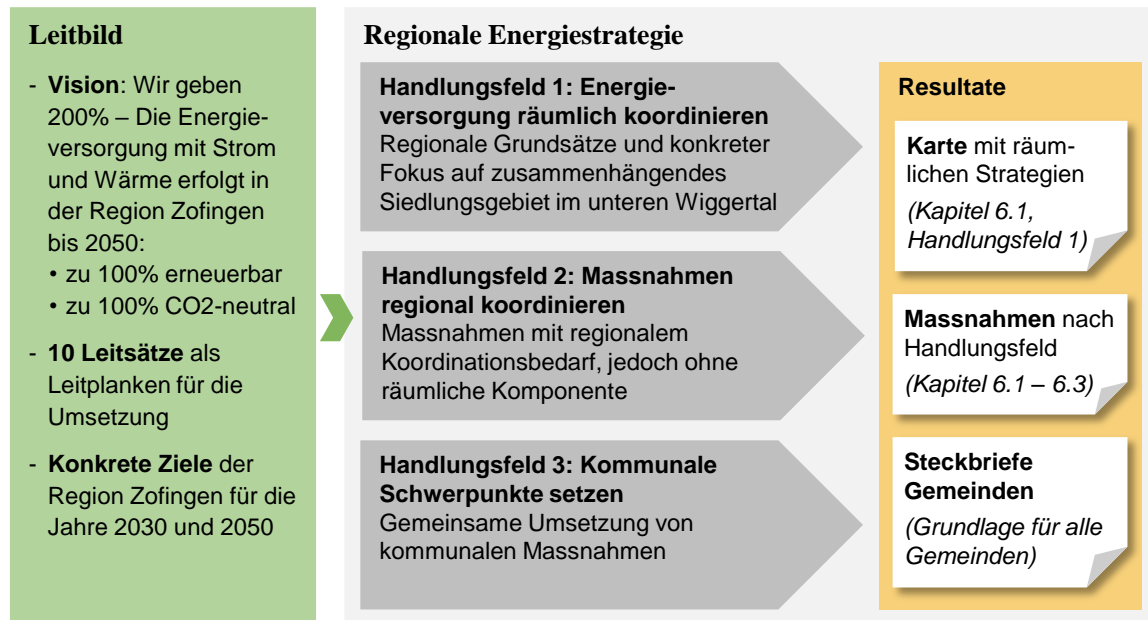 Leitbild
- Vision: Wir geben
200% – Die Energie-
versorgung mit Strom
und Wärme erfolgt in
der Region Zofingen
bis 2050:
• zu 100% erneuerbar
• zu 100% CO2-neutral
- 10 Leitsätze als
Leitplanken für die
Umsetzung
- Konkrete Ziele der
Region Zofingen für die
Jahre 2030 und 2050
Regionale Energiestrategie
Handlungsfeld 1: Energie-
versorgung räumlich koordinieren
Regionale Grundsätze und konkreter
Fokus auf zusammenhängendes
Siedlungsgebiet im unteren Wiggertal
Handlungsfeld 2: Massnahmen
regional koordinieren
Massnahmen mit regionalem
Koordinationsbedarf, jedoch ohne
räumliche Komponente
Handlungsfeld 3: Kommunale
Schwerpunkte setzen
Gemeinsame Umsetzung von
kommunalen Massnahmen
Resultate
Karte mit räum-
lichen Strategien
(Kapitel 6.1,
Handlungsfeld 1)
Massnahmen nach
Handlungsfeld
(Kapitel 6.1 – 6.3)
Steckbriefe
Gemeinden
(Grundlage für alle
Gemeinden)